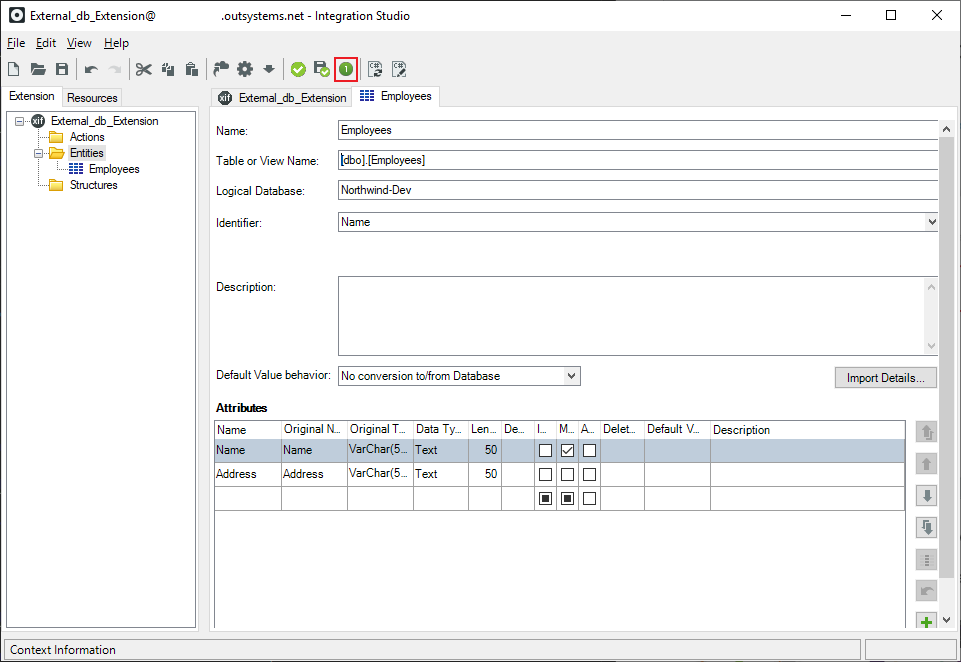 External_db_Extension@ .outsystems.net - Integration Studio
File Edit View Help
1
Extension Resources
xif External_db_Extension Employees
xif External_db_Extension
Actions
Entities
Employees
Structures
Name: Employees
Table or View Name: [dbo].[Employees]
Logical Database: Northwind-Dev
Identifier: Name
Description:
Default Value behavior: No conversion to/from Database Import Details...
Attributes
Name Original N... Original T... Data Ty... Len... De... I... M... A... Delet... Default V... Description
Name Name VarChar(5... Text 50
Address Address VarChar(5... Text 50
Context Information